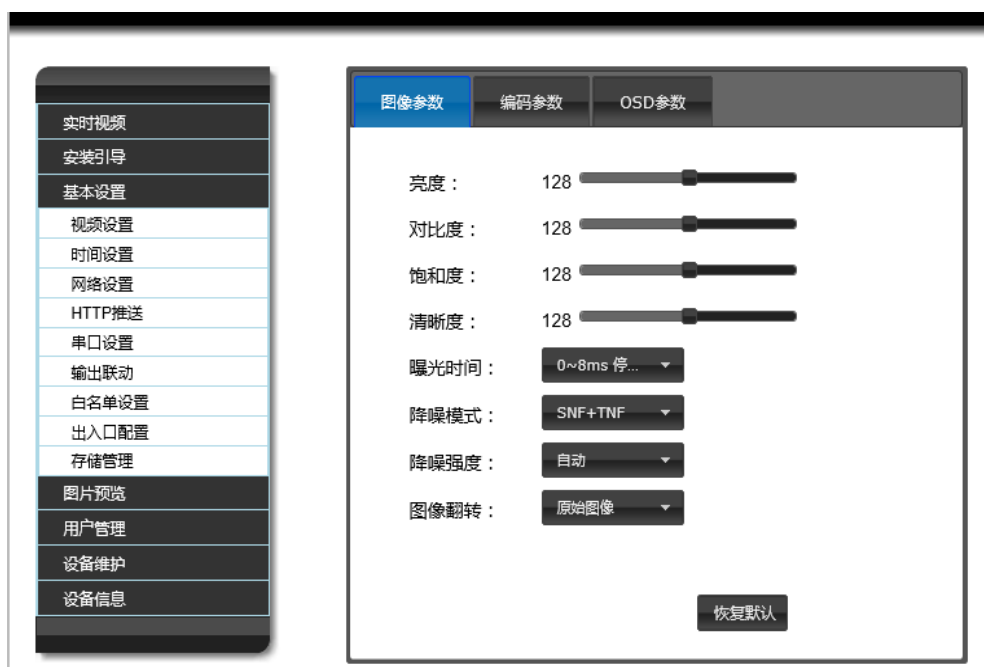 实时视频
安装引导
基本设置
视频设置
时间设置
网络设置
HTTP推送
串口设置
输出联动
白名单设置
出入口配置
存储管理
图片预览
用户管理
设备维护
设备信息
图像参数 编码参数 OSD参数
亮度： 128
对比度： 128
饱和度： 128
清晰度： 128
曝光时间： 0~8ms 停...
降噪模式： SNF+TNF
降噪强度： 自动
图像翻转： 原始图像
恢复默认